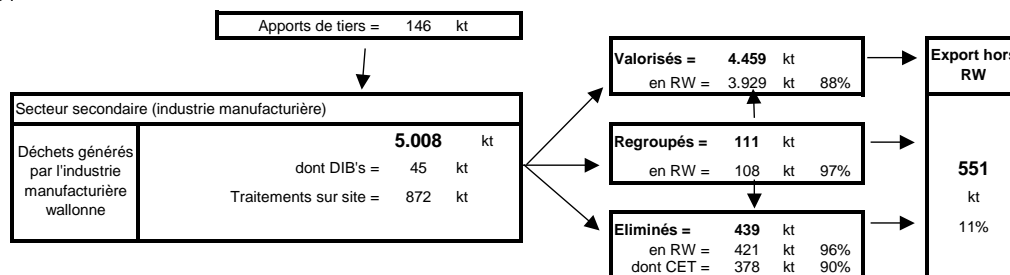 Apports de tiers = 146 kt
Secteur secondaire (industrie manufacturière)
Déchets générés
par l'industrie
manufacturière
wallonne
5.008 kt
dont DIB's = 45 kt
Traitements sur site = 872 kt
Valorisés = 4.459 kt
en RW = 3.929 kt 88%
Regroupés = 111 kt
en RW = 108 kt 97%
Eliminés = 439 kt
en RW = 421 kt 96%
dont CET = 378 kt 90%
Export hors
RW
551
kt
11%